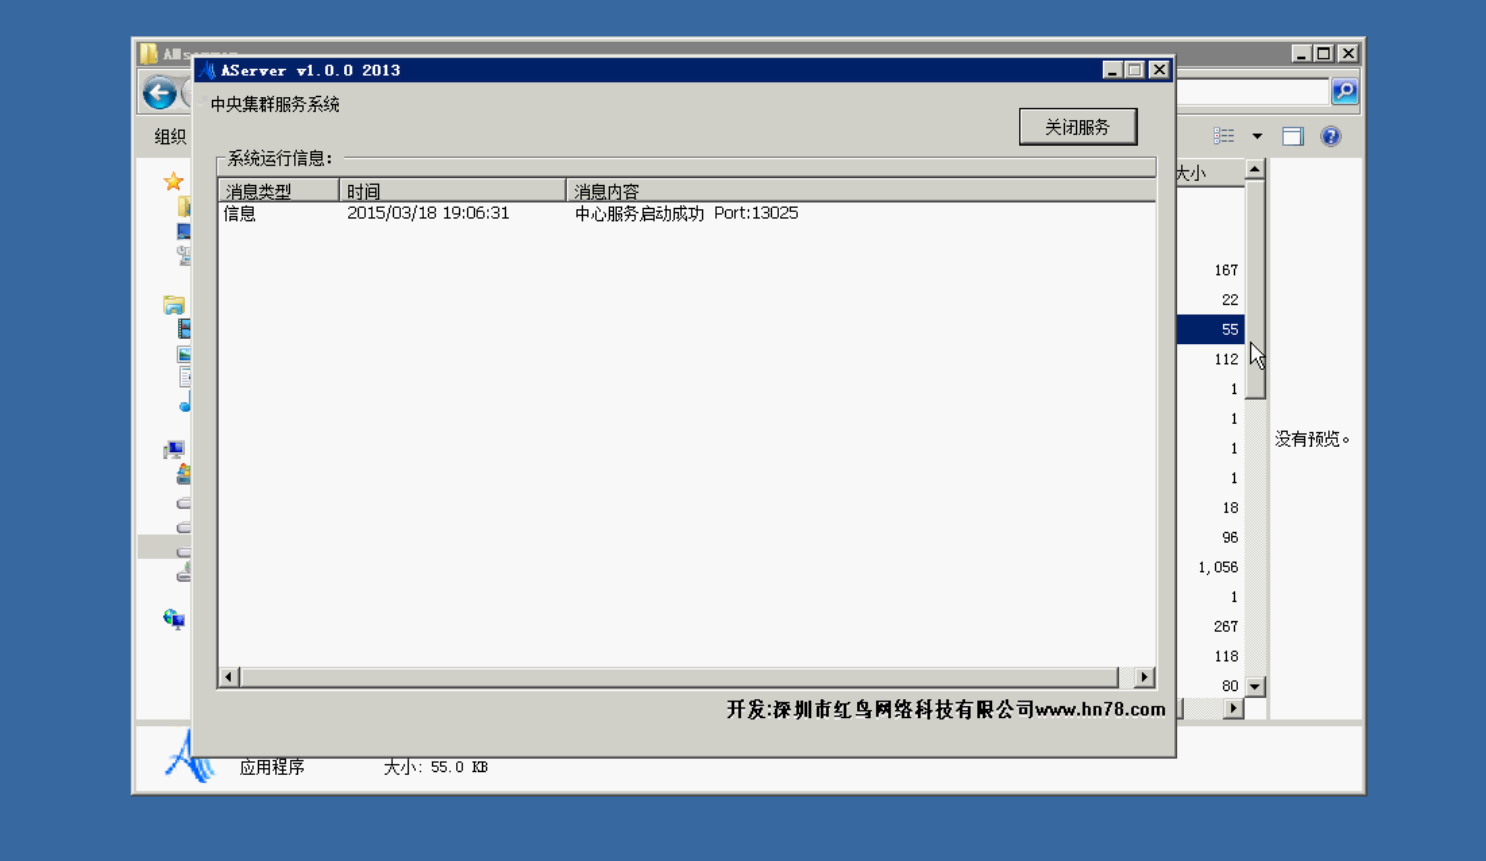 AServer v1.0.0 2013
中央集群服务系统
关闭服务
组织
系统运行信息:
大小
消息类型 时间 消息内容
信息 2015/03/18 19:06:31 中心服务启动成功 Port:13025
167
22
55
112
1
1
没有预览。
1
1
18
96
1,056
1
267
118
80
开发:深圳市红鸟网络科技有限公司www.hn78.com
应用程序 大小: 55.0 KB